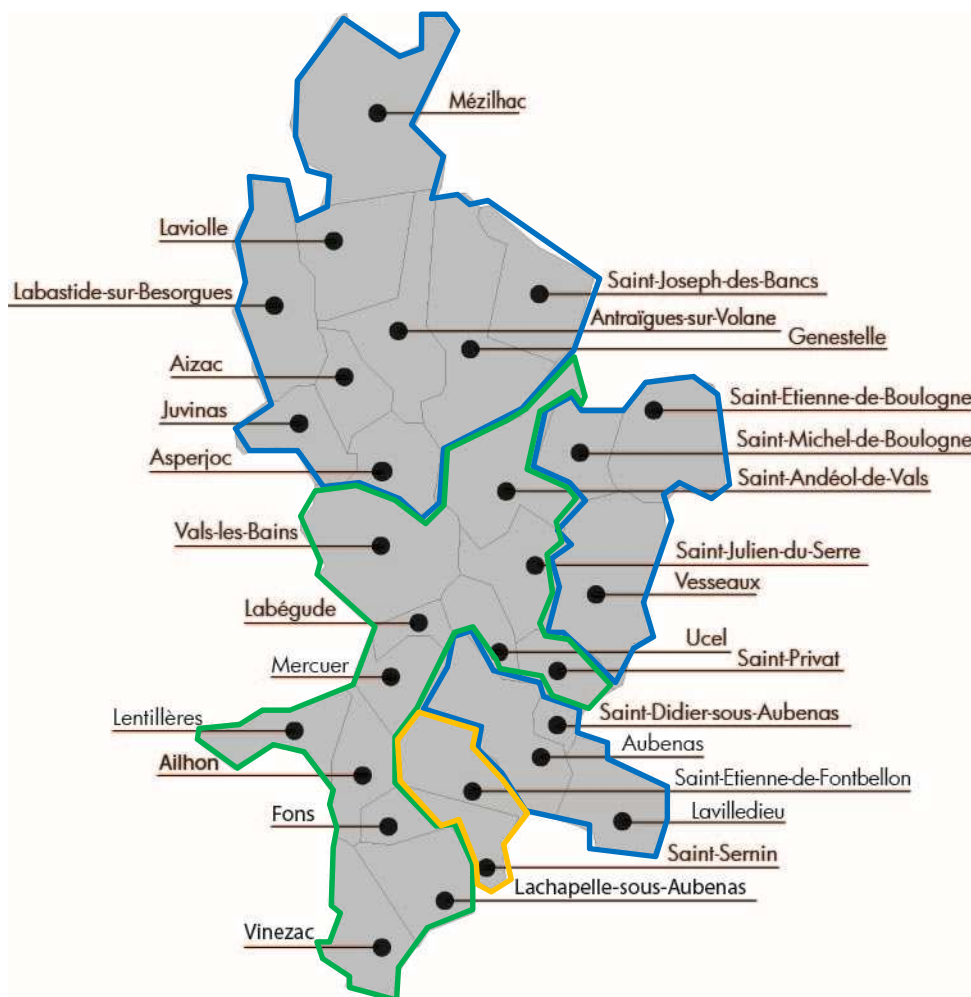 Mézilhac
Laviolle
Saint-Joseph-des-Bancs
Labastide-sur-Besorgues
Antraïgues-sur-Volane
Genestelle
Aizac
Saint-Etienne-de-Boulogne
Juvinas
Saint-Michel-de-Boulogne
Asperjoc
Saint-Andéol-de-Vals
Vals-les-Bains
Saint-Julien-du-Serre
Vesseaux
Labégude
Ucel
Mercuer
Saint-Privat
Lentillères
Saint-Didier-sous-Aubenas
Aubenas
Ailhon
Saint-Etienne-de-Fontbellon
Fons
Lavilledieu
Saint-Sernin
Lachapelle-sous-Aubenas
Vinezac